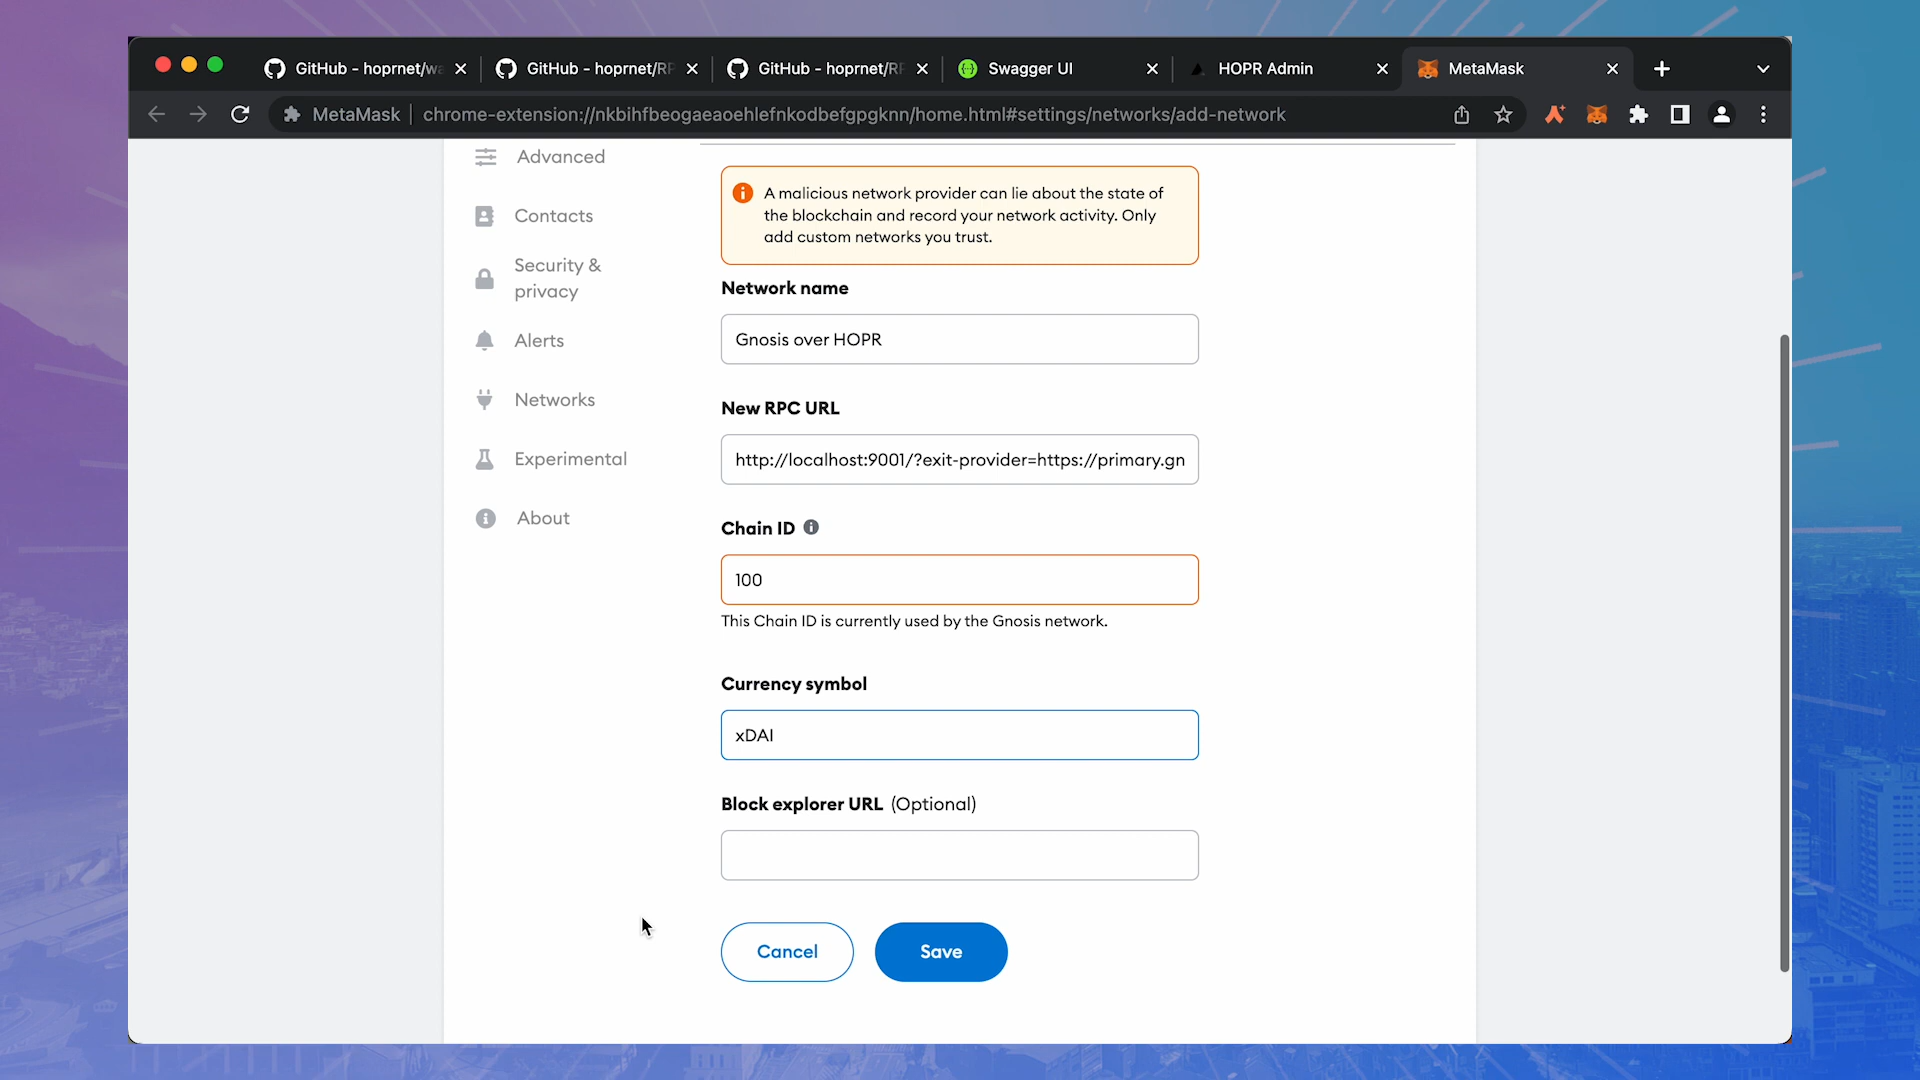 GitHub - hoprnet/wa
GitHub - hoprnet/RP
GitHub - hoprnet/RP
Swagger UI
HOPR Admin
MetaMask
MetaMask
chrome-extension://nkbihfbeogaeaoehlefnkodbefgpgknn/home.html#settings/networks/add-network
Advanced
Contacts
Security &
privacy
Alerts
Networks
Experimental
About
A malicious network provider can lie about the state of
the blockchain and record your network activity. Only
add custom networks you trust.
Network name
Gnosis over HOPR
New RPC URL
http://localhost:9001/?exit-provider=https://primary.gn
Chain ID
100
This Chain ID is currently used by the Gnosis network.
Currency symbol
xDAI
Block explorer URL (Optional)
Cancel
Save